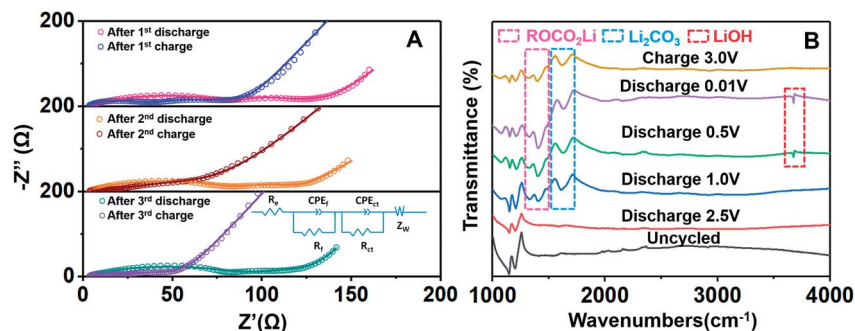 A
After 1st discharge
After 1st charge
After 2nd discharge
After 2nd charge
After 3rd discharge
After 3rd charge
Re
CPEf
CPEct
Rf
Rct
ZW
200
200
200
0
-Z'' (Ω)
0 50 100 150 200
Z'(Ω)
ROCO2Li Li2CO3 LiOH
B
Charge 3.0V
Discharge 0.01V
Discharge 0.5V
Discharge 1.0V
Discharge 2.5V
Uncycled
Transmittance (%)
1000 2000 3000 4000
Wavenumbers(cm-1)